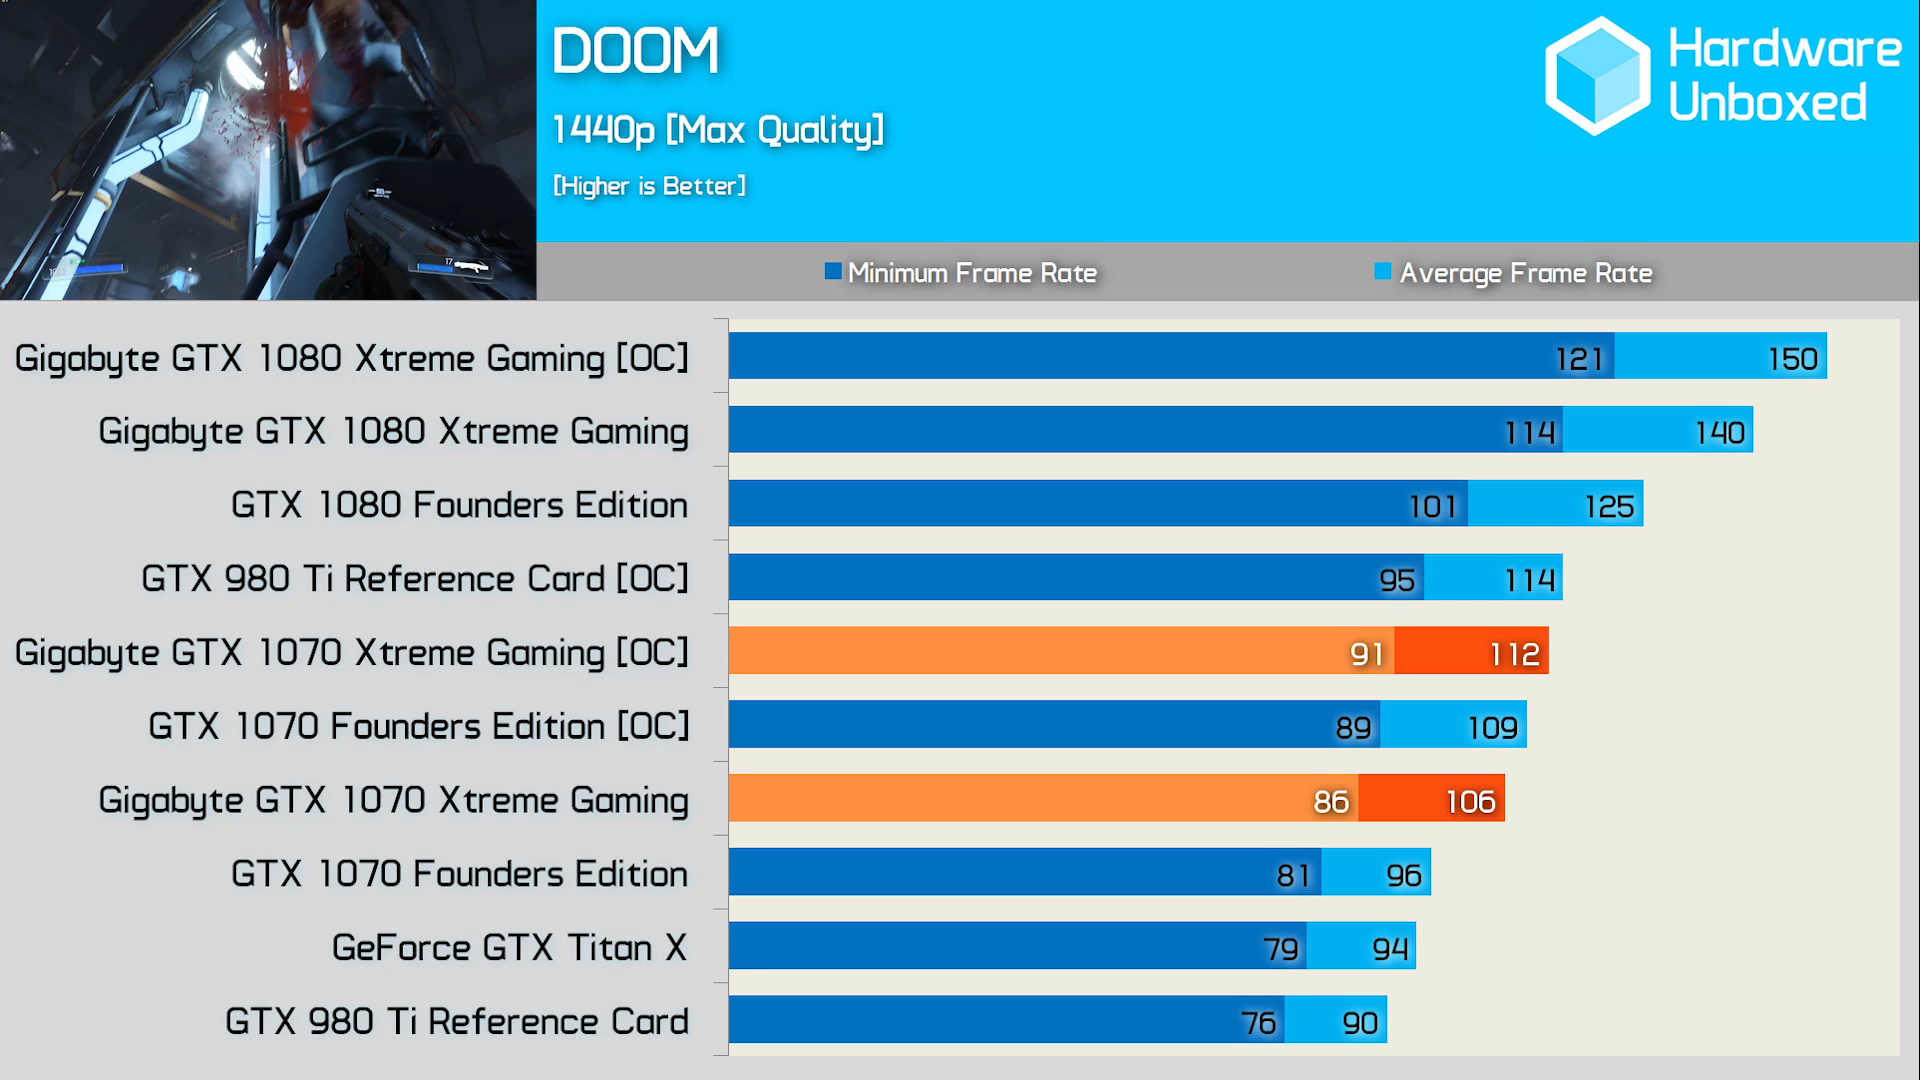 DOOM
1440p [Max Quality]
[Higher is Better]
Hardware
Unboxed
Minimum Frame Rate
Average Frame Rate
Gigabyte GTX 1080 Xtreme Gaming [OC] 121 150
Gigabyte GTX 1080 Xtreme Gaming 114 140
GTX 1080 Founders Edition 101 125
GTX 980 Ti Reference Card [OC] 95 114
Gigabyte GTX 1070 Xtreme Gaming [OC] 91 112
GTX 1070 Founders Edition [OC] 89 109
Gigabyte GTX 1070 Xtreme Gaming 86 106
GTX 1070 Founders Edition 81 96
GeForce GTX Titan X 79 94
GTX 980 Ti Reference Card 76 90
17